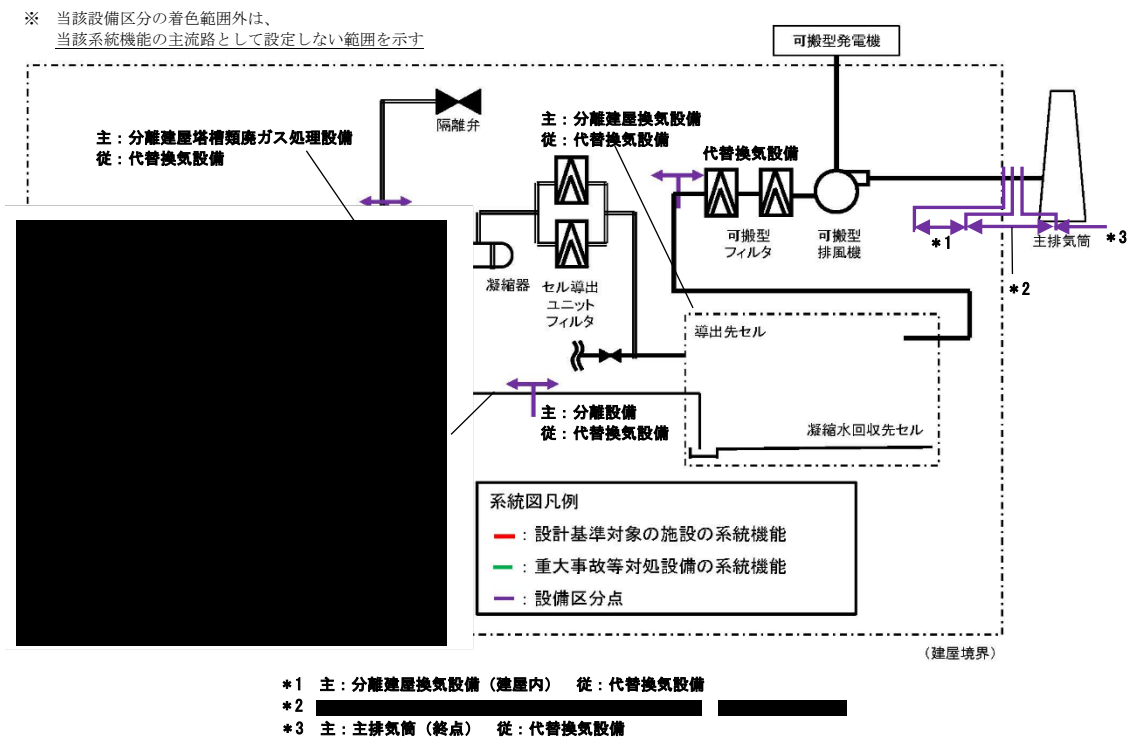 ※ 当該設備区分の着色範囲外は、
当該系統機能の主流路として設定しない範囲を示す
可搬型発電機
隔離弁
主：分離建屋塔槽類廃ガス処理設備
従：代替換気設備
主：分離建屋換気設備
従：代替換気設備
代替換気設備
可搬型
フィルタ
可搬型
排風機
主排気筒
＊1
＊2
＊3
凝縮器
セル導出
ユニット
フィルタ
導出先セル
主：分離設備
従：代替換気設備
凝縮水回収先セル
系統図凡例
：設計基準対象の施設の系統機能
：重大事故等対処設備の系統機能
：設備区分点
（建屋境界）
＊1 主：分離建屋換気設備（建屋内） 従：代替換気設備
＊2
＊3 主：主排気筒（終点） 従：代替換気設備